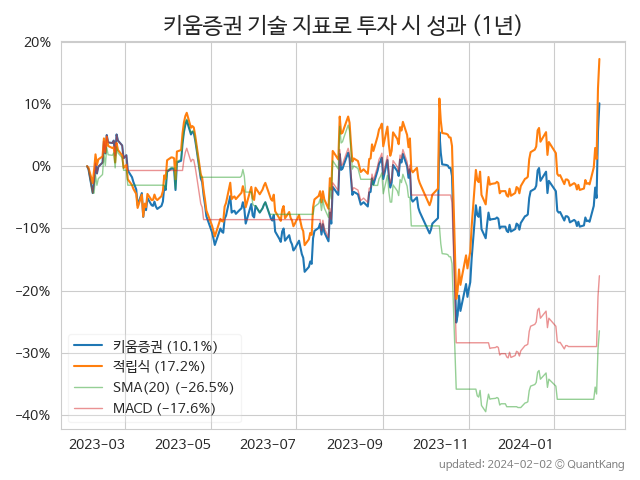 키움증권 기술 지표로 투자 시 성과 (1년)
20%
10%
0%
−10%
−20%
−30%
−40%
키움증권 (10.1%)
적립식 (17.2%)
SMA(20) (−26.5%)
MACD (−17.6%)
2023−03 2023−05 2023−07 2023−09 2023−11 2024−01
updated: 2024-02-02 © QuantKang